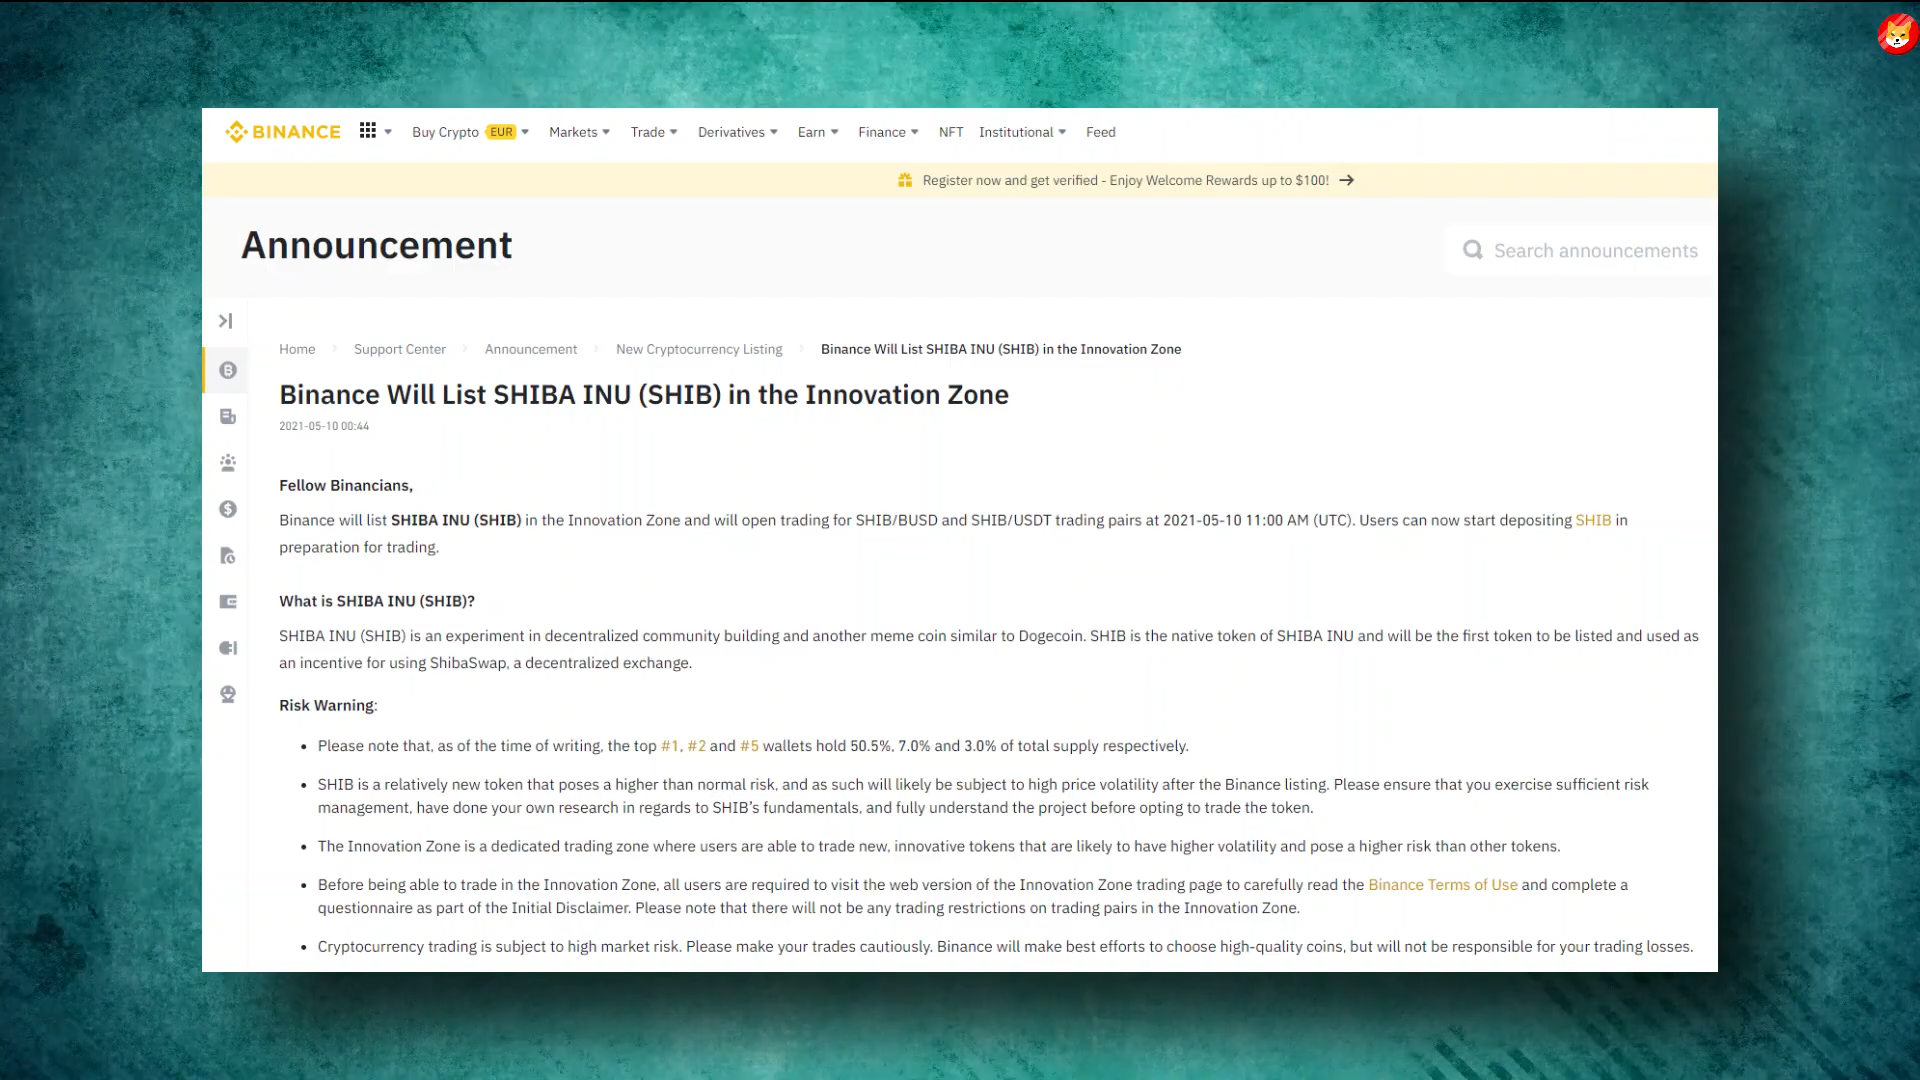 BINANCE Buy Crypto EUR Markets Trade Derivatives Earn Finance NFT Institutional Feed
Register now and get verified - Enjoy Welcome Rewards up to $100!
Announcement
Search announcements
Home Support Center Announcement New Cryptocurrency Listing Binance Will List SHIBA INU (SHIB) in the Innovation Zone
Binance Will List SHIBA INU (SHIB) in the Innovation Zone
2021-05-10 00:44
Fellow Binancians,
Binance will list SHIBA INU (SHIB) in the Innovation Zone and will open trading for SHIB/BUSD and SHIB/USDT trading pairs at 2021-05-10 11:00 AM (UTC). Users can now start depositing SHIB in
preparation for trading.
What is SHIBA INU (SHIB)?
SHIBA INU (SHIB) is an experiment in decentralized community building and another meme coin similar to Dogecoin. SHIB is the native token of SHIBA INU and will be the first token to be listed and used as
an incentive for using ShibaSwap, a decentralized exchange.
Risk Warning:
• Please note that, as of the time of writing, the top #1, #2 and #5 wallets hold 50.5%, 7.0% and 3.0% of total supply respectively.
• SHIB is a relatively new token that poses a higher than normal risk, and as such will likely be subject to high price volatility after the Binance listing. Please ensure that you exercise sufficient risk
management, have done your own research in regards to SHIB's fundamentals, and fully understand the project before opting to trade the token.
• The Innovation Zone is a dedicated trading zone where users are able to trade new, innovative tokens that are likely to have higher volatility and pose a higher risk than other tokens.
• Before being able to trade in the Innovation Zone, all users are required to visit the web version of the Innovation Zone trading page to carefully read the Binance Terms of Use and complete a
questionnaire as part of the Initial Disclaimer. Please note that there will not be any trading restrictions on trading pairs in the Innovation Zone.
• Cryptocurrency trading is subject to high market risk. Please make your trades cautiously. Binance will make best efforts to choose high-quality coins, but will not be responsible for your trading losses.